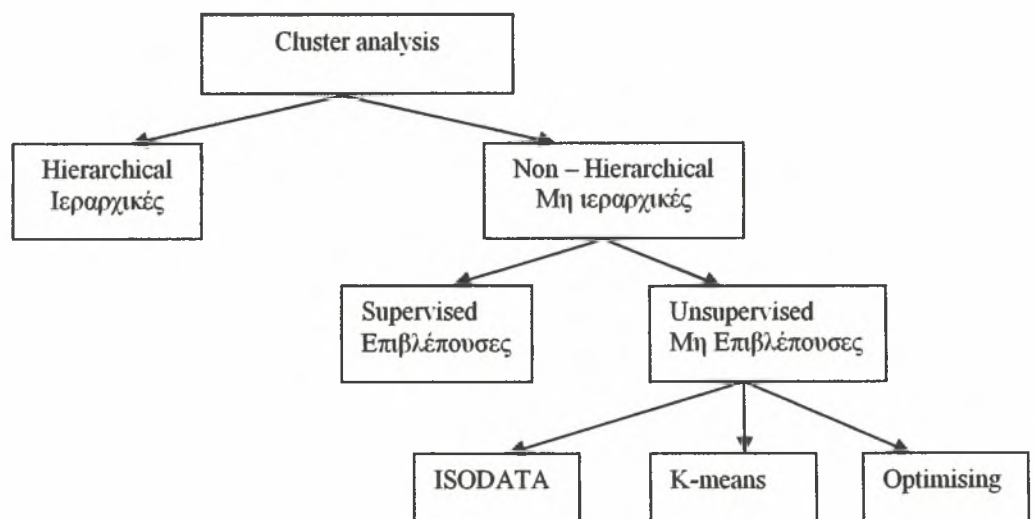 Cluster analysis
Hierarchical
Ιεραρχικές
Non – Hierarchical
Μη ιεραρχικές
Supervised
Επιβλέπουσες
Unsupervised
Μη Επιβλέπουσες
ISODATA
K-means
Optimising